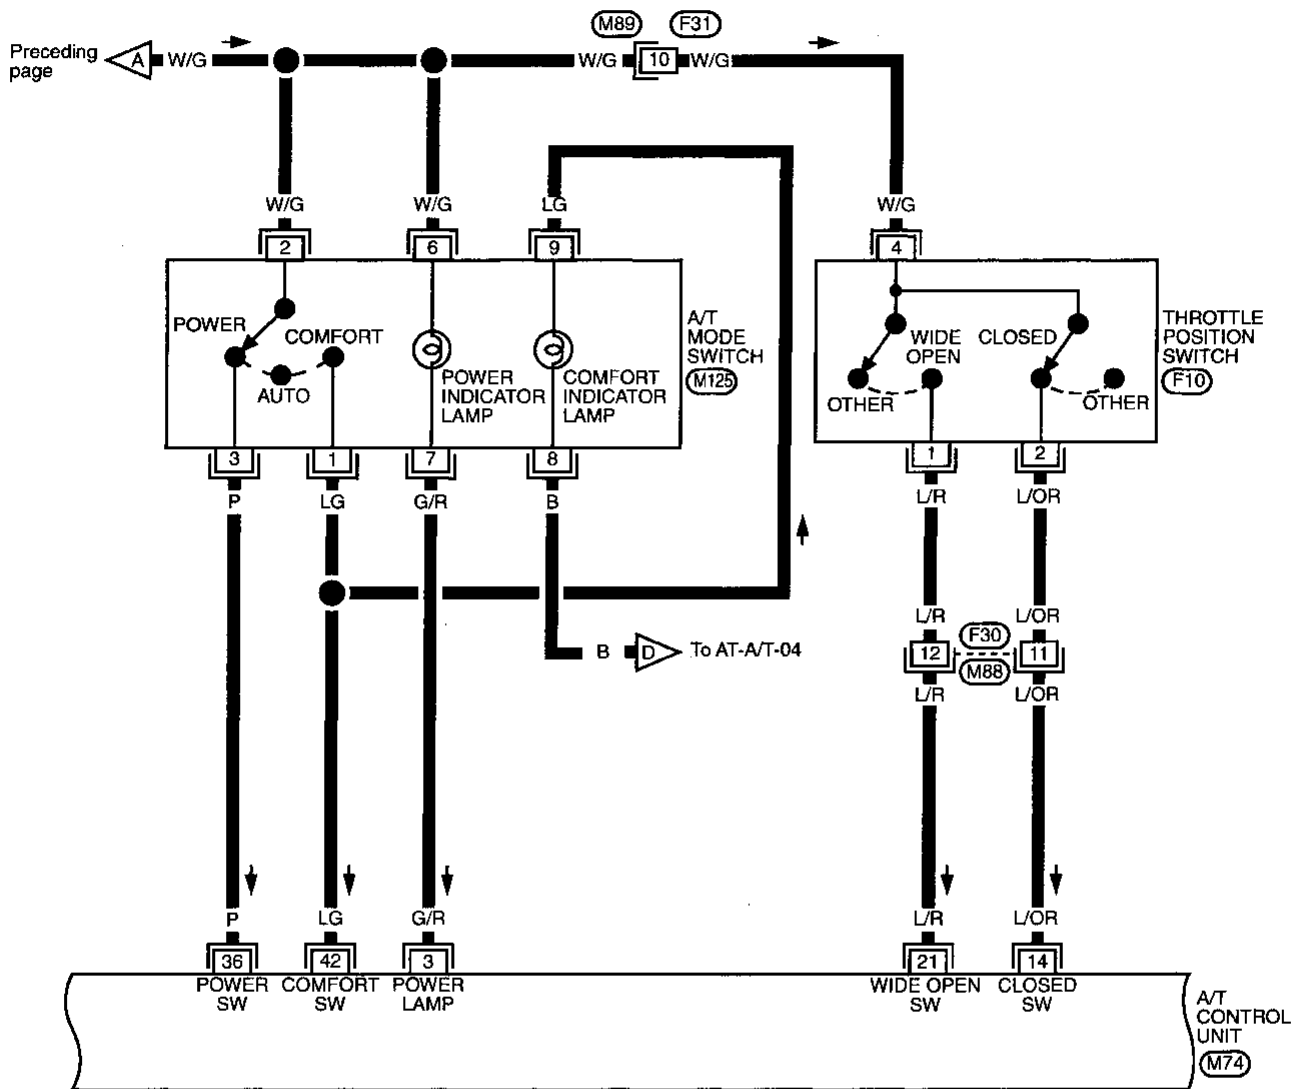 M89 F31
Preceding
page
A W/G W/G 10 W/G
W/G W/G LG W/G
2 6 9 4
POWER
COMFORT
AUTO
POWER
INDICATOR
LAMP
COMFORT
INDICATOR
LAMP
A/T
MODE
SWITCH
M125
WIDE
OPEN
CLOSED
OTHER
OTHER
THROTTLE
POSITION
SWITCH
F10
3 1 7 8 1 2
P LG G/R B L/R L/OR
L/R L/OR
F30
12 11
M88
B D To AT-A/T-04
L/R L/OR
P LG G/R L/R L/OR
36 42 3 21 14
POWER
SW
COMFORT
SW
POWER
LAMP
WIDE OPEN
SW
CLOSED
SW
A/T
CONTROL
UNIT
M74